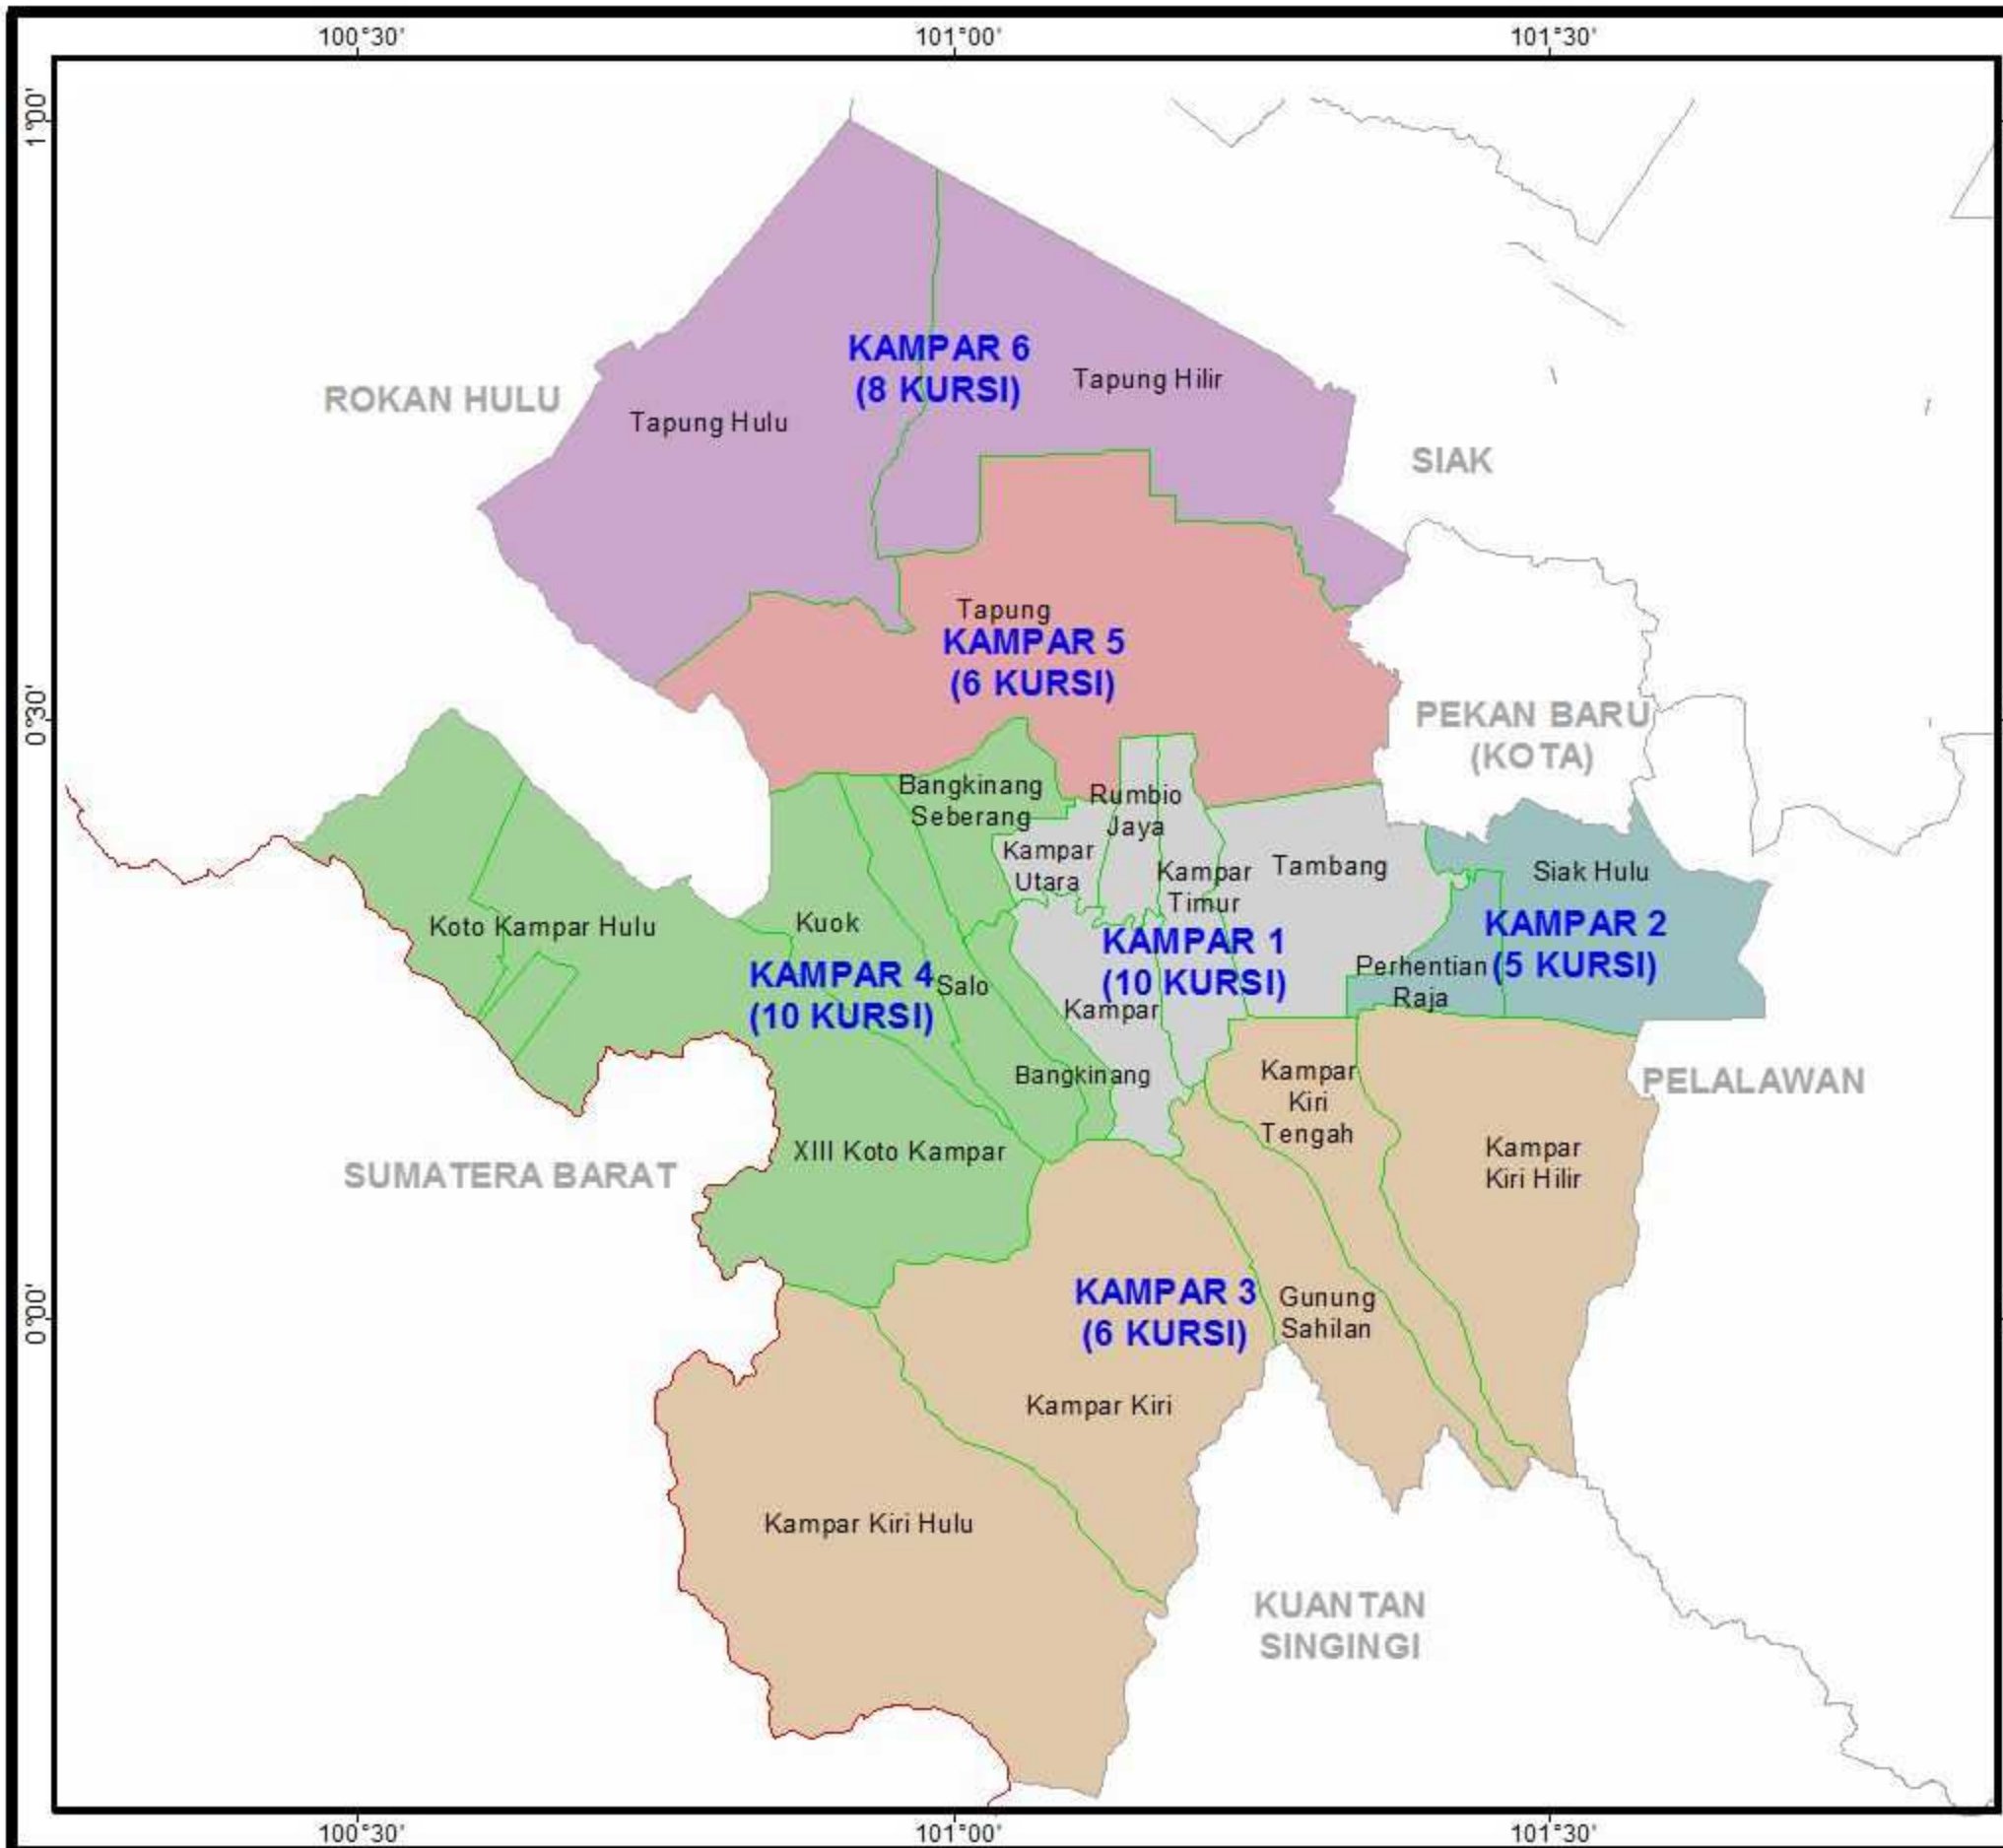 100°30'
101°00'
101°30'
1°00'
0°30'
0°00'
KAMPAR 6
(8 KURSI)
Tapung Hilir
ROKAN HULU
Tapung Hulu
SIAK
Tapung
KAMPAR 5
(6 KURSI)
PEKAN BARU
(KOTA)
Bangkinang
Seberang
Rumbio
Jaya
Kampar
Utara
Kampar
Timur
Tambang
Siak Hulu
Koto Kampar Hulu
Kuok
KAMPAR 4
(10 KURSI)
Salo
KAMPAR 1
(10 KURSI)
Kampar
KAMPAR 2
(5 KURSI)
Perhentian
Raja
Bangkinang
Kampar
Kiri
Tengah
PELALAWAN
XIII Koto Kampar
Kampar
Kiri Hilir
SUMATERA BARAT
KAMPAR 3
(6 KURSI)
Gunung
Sahilan
Kampar Kiri
Kampar Kiri Hulu
KUANTAN
SINGINGI
100°30'
101°00'
101°30'